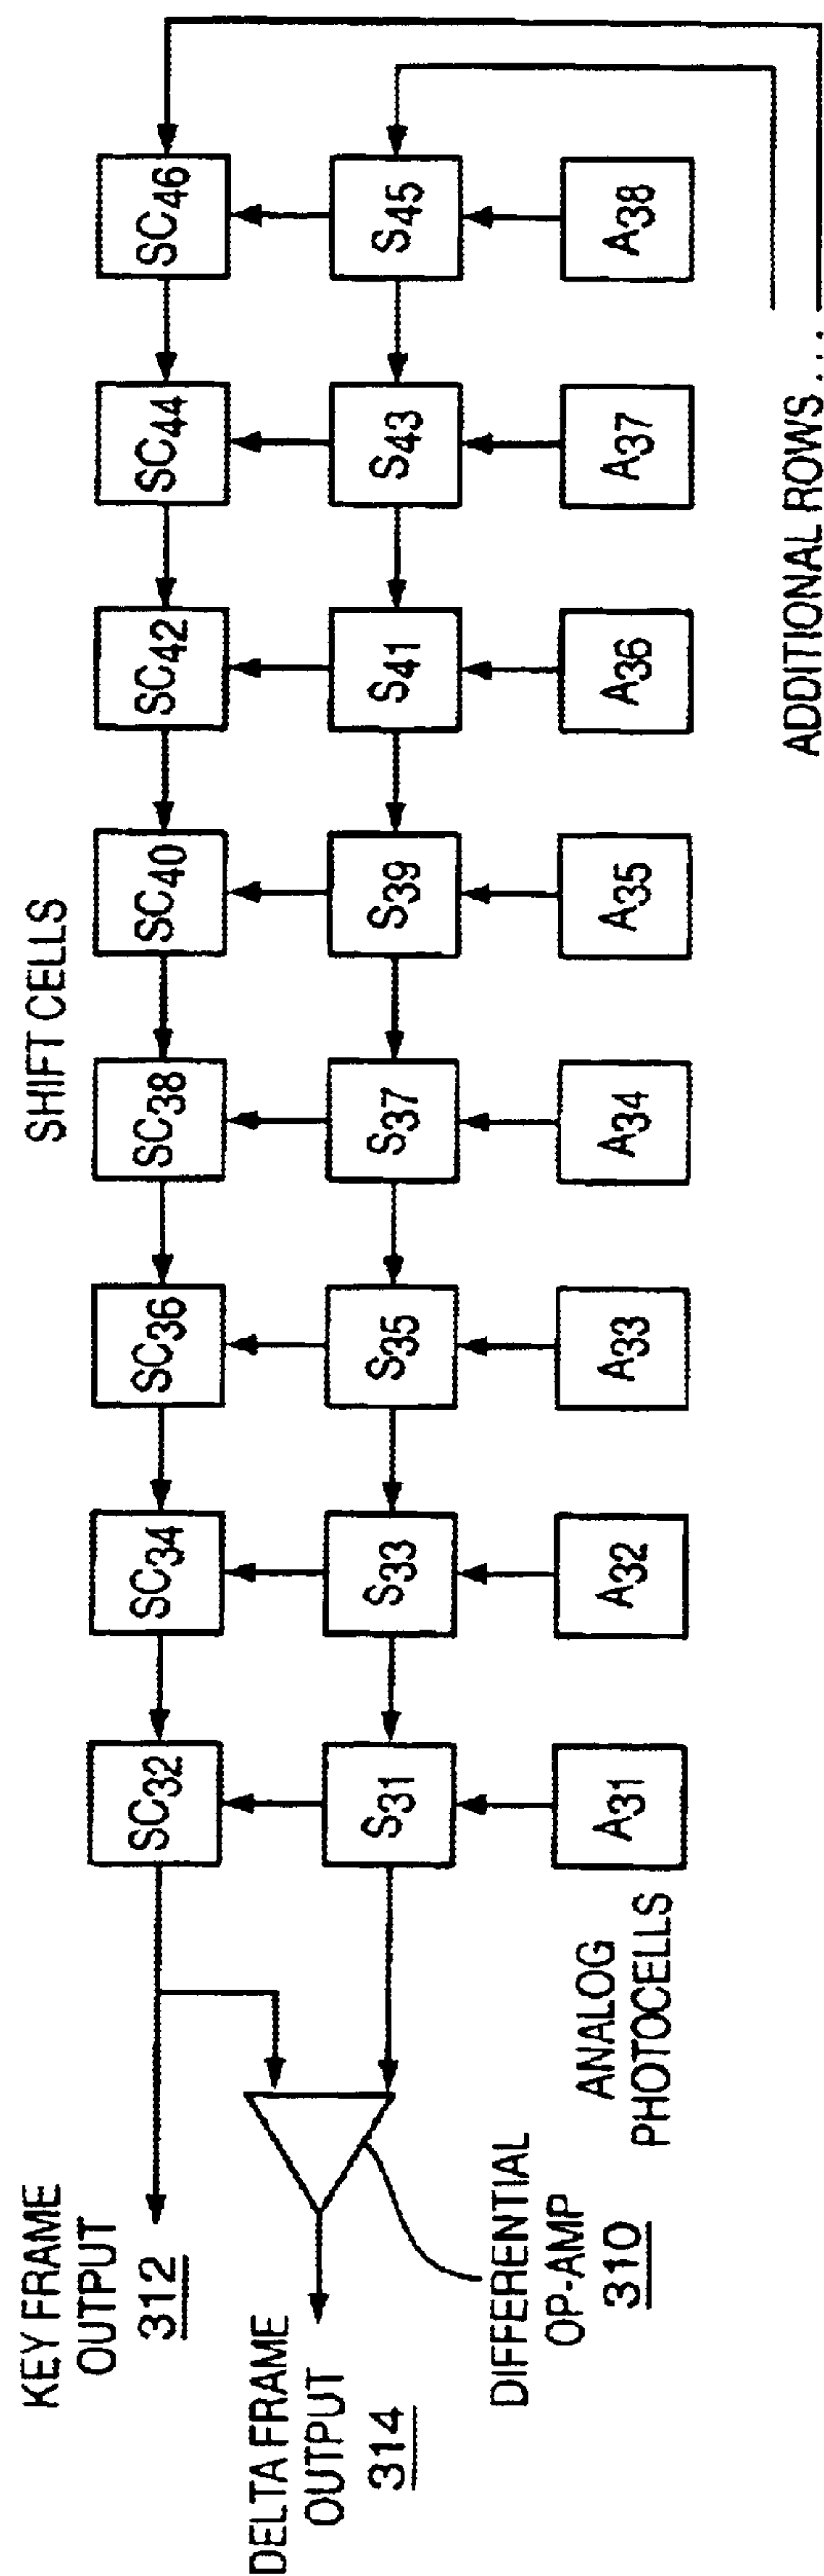 SHIFT CELLS
KEY FRAME
OUTPUT
312
SC32
SC34
SC36
SC38
SC40
SC42
SC44
SC46
DELTA FRAME
OUTPUT
314
S31
S33
S35
S37
S39
S41
S43
S45
DIFFERENTIAL
OP-AMP
310
ANALOG
PHOTOCELLS
A31
A32
A33
A34
A35
A36
A37
A38
ADDITIONAL ROWS...